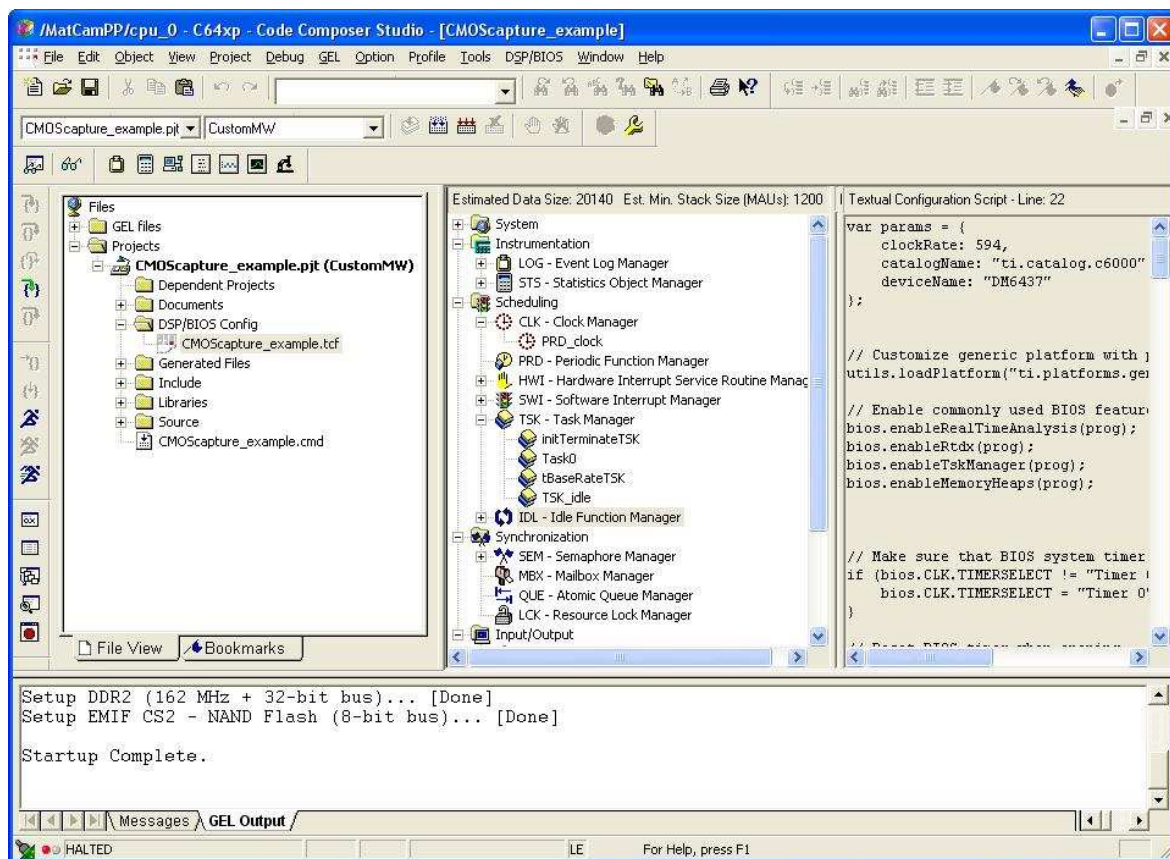 /MatCamPP/cpu_0 - C64xp - Code Composer Studio - [CMOScapture_example]
File Edit Object View Project Debug GEL Option Profile Tools DSP/BIOS Window Help
CMOScapture_example.pjt CustomMW
Files
GEL files
Projects
CMOScapture_example.pjt (CustomMW)
Dependent Projects
Documents
DSP/BIOS Config
CMOScapture_example.tcf
Generated Files
Include
Libraries
Source
CMOScapture_example.cmd
File View Bookmarks
Estimated Data Size: 20140 Est. Min. Stack Size (MAUs): 1200
System
Instrumentation
LOG - Event Log Manager
STS - Statistics Object Manager
Scheduling
CLK - Clock Manager
PRD_clock
PRD - Periodic Function Manager
HWI - Hardware Interrupt Service Routine Manag
SWI - Software Interrupt Manager
TSK - Task Manager
initTerminateTSK
Task0
tBaseRateTSK
TSK_idle
IDL - Idle Function Manager
Synchronization
SEM - Semaphore Manager
MBX - Mailbox Manager
QUE - Atomic Queue Manager
LCK - Resource Lock Manager
Input/Output
Textual Configuration Script - Line: 22
var params = {
clockRate: 594,
catalogName: "ti.catalog.c6000"
deviceName: "DM6437"
};
// Customize generic platform with
utils.loadPlatform("ti.platforms.ge
// Enable commonly used BIOS featur
bios.enableRealTimeAnalysis(prog);
bios.enableRtdx(prog);
bios.enableTskManager(prog);
bios.enableMemoryHeaps(prog);
// Make sure that BIOS system timer
if (bios.CLK.TIMERSELECT != "Timer
bios.CLK.TIMERSELECT = "Timer 0"
}
Setup DDR2 (162 MHz + 32-bit bus)... [Done]
Setup EMIF CS2 - NAND Flash (8-bit bus)... [Done]
Startup Complete.
Messages GEL Output
HALTED LE For Help, press F1